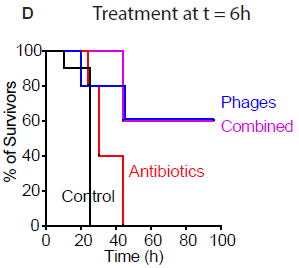 D Treatment at t = 6h
% of Survivors
100
80
60
40
20
0
Phages
Combined
Antibiotics
Control
0 20 40 60 80 100
Time (h)